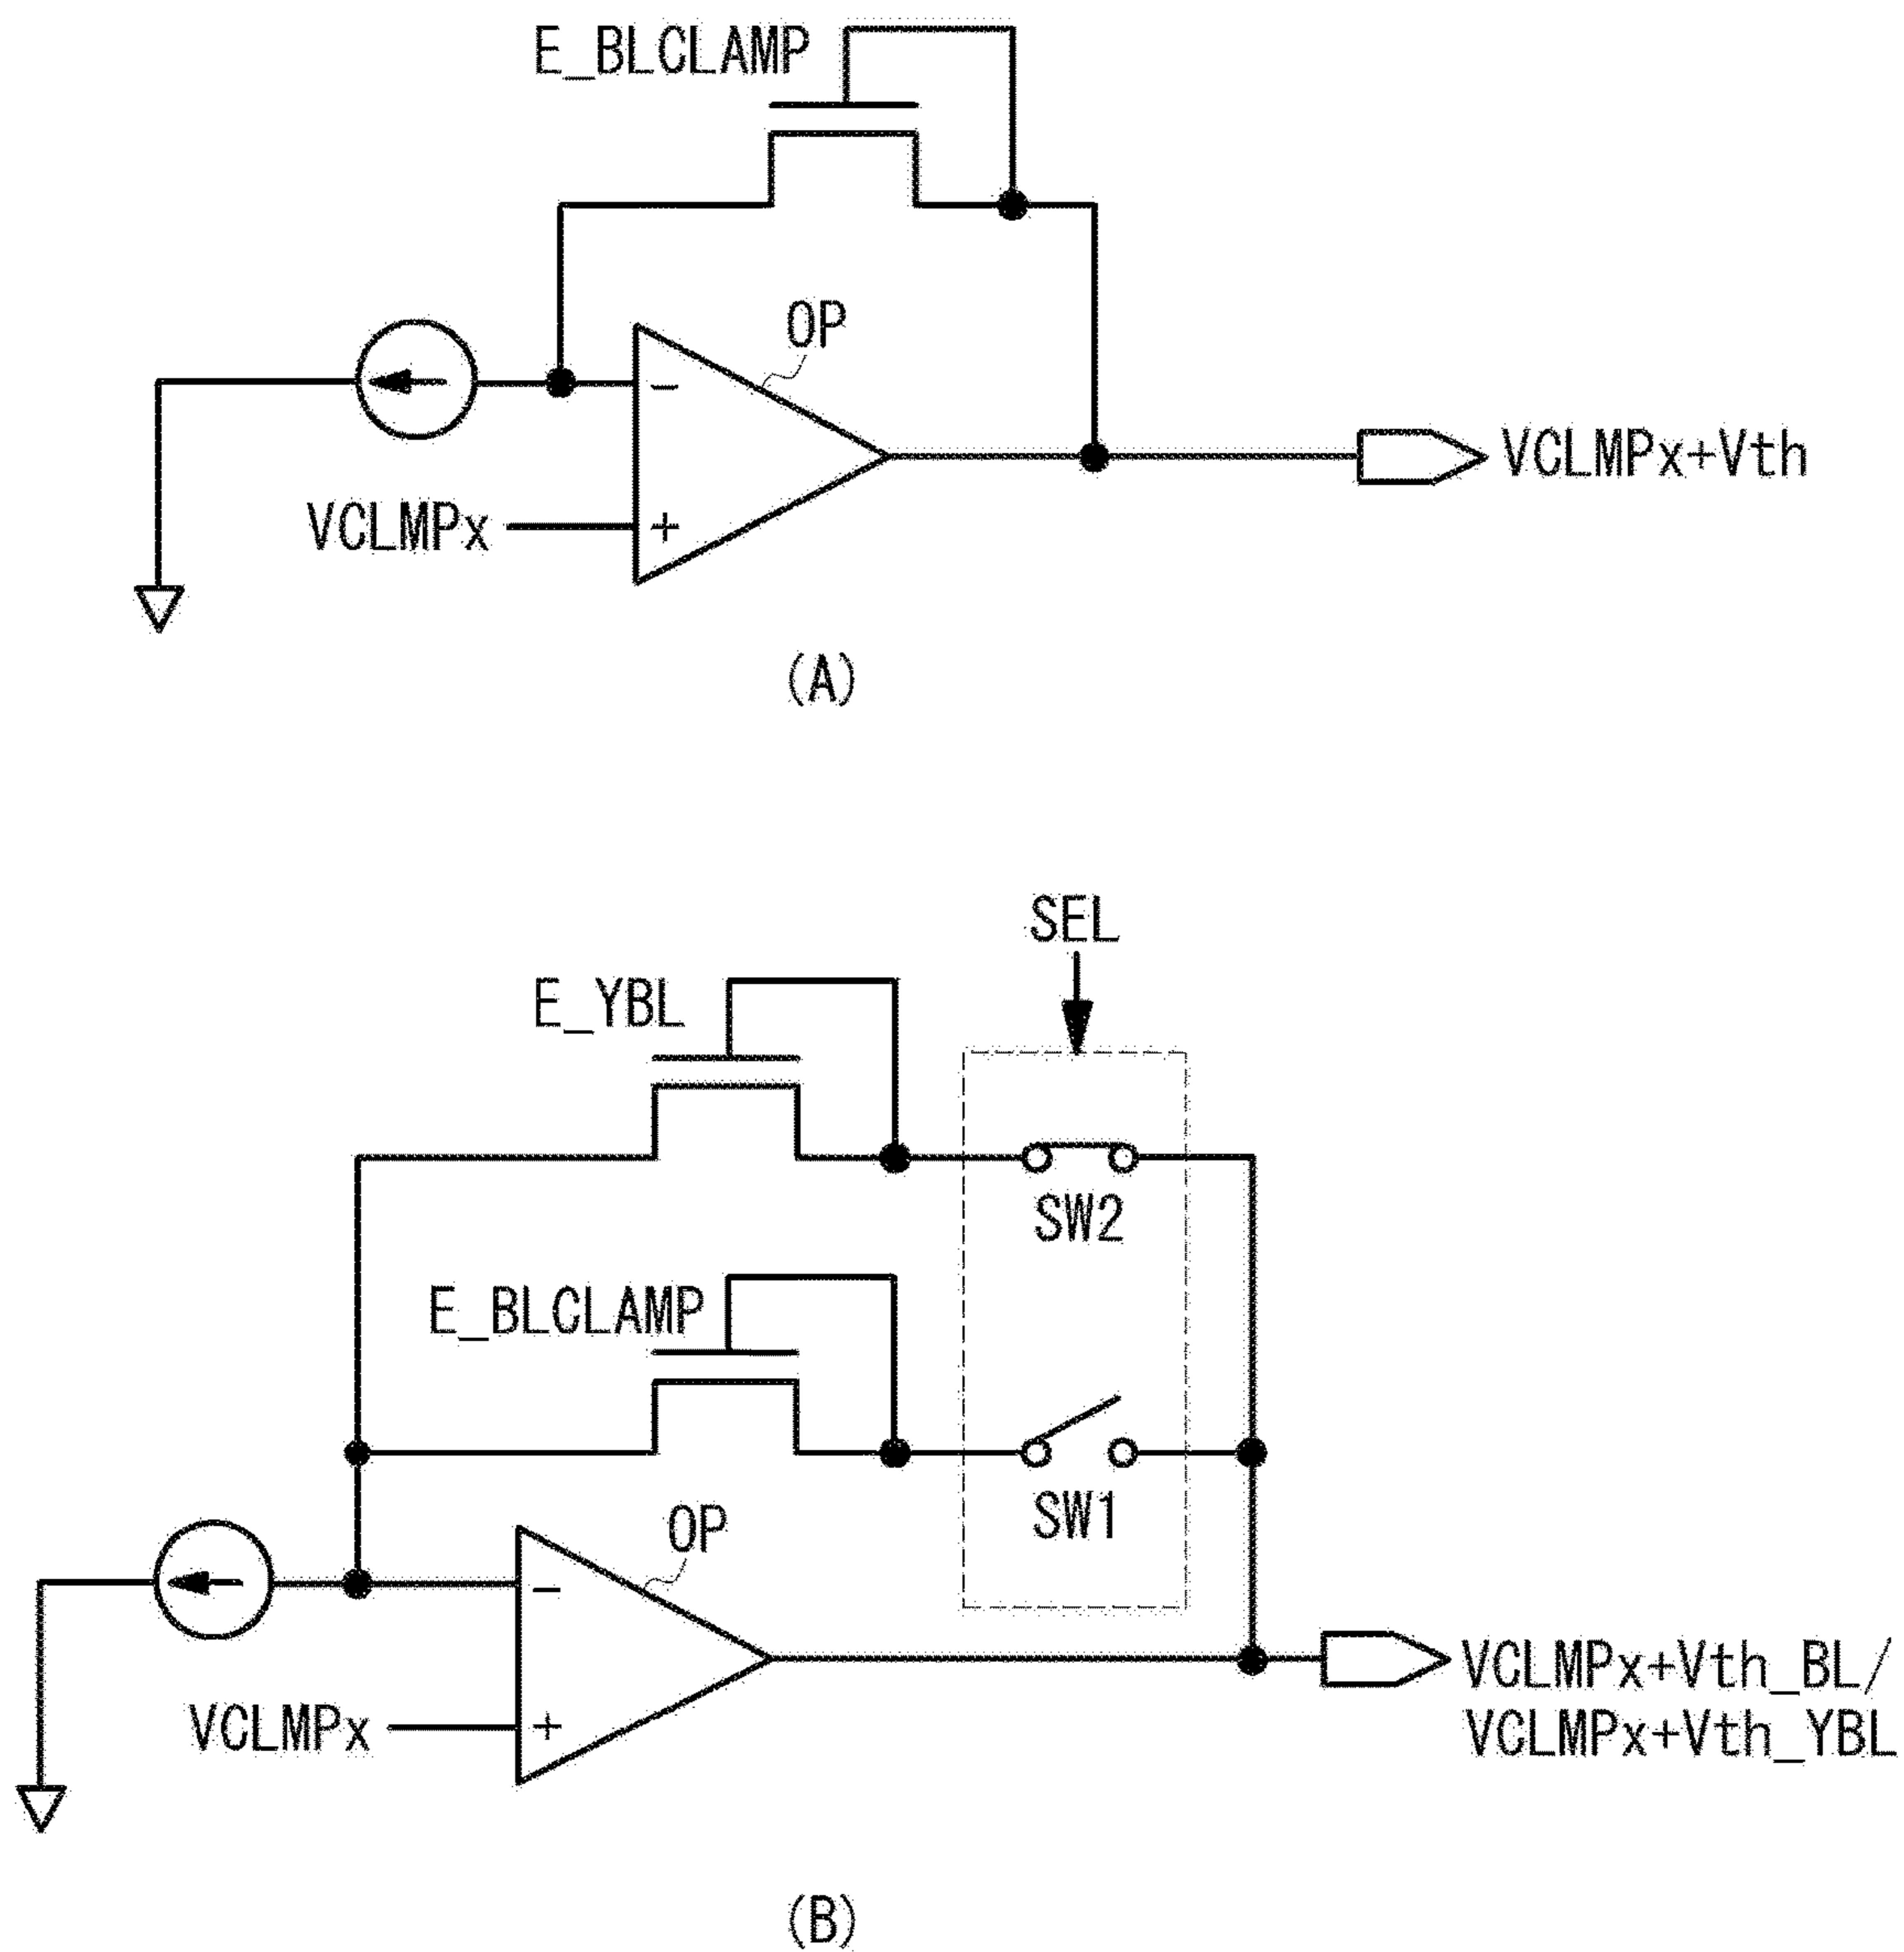 E_BLCLAMP
OP
-
VCLMPx+Vth
VCLMPx
+
(A)
SEL
E_YBL
SW2
E_BLCLAMP
SW1
OP
-
VCLMPx+Vth_BL/
VCLMPx+Vth_YBL
VCLMPx
+
(B)